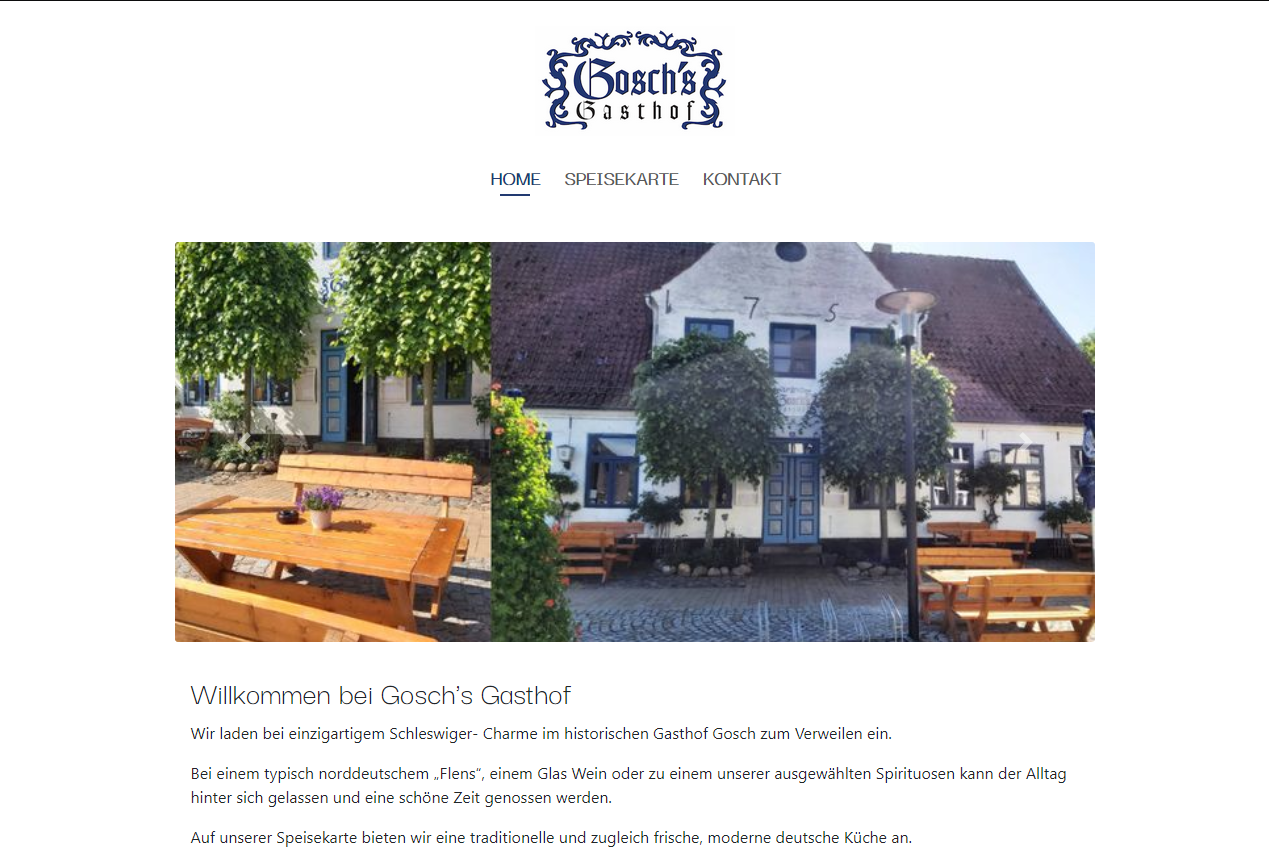 Gosch's
Gasthof
HOME SPEISEKARTE KONTAKT
7 5
Willkommen bei Gosch's Gasthof
Wir laden bei einzigartigem Schleswiger- Charme im historischen Gasthof Gosch zum Verweilen ein.
Bei einem typisch norddeutschem „Flens“, einem Glas Wein oder zu einem unserer ausgewählten Spirituosen kann der Alltag
hinter sich gelassen und eine schöne Zeit genossen werden.
Auf unserer Speisekarte bieten wir eine traditionelle und zugleich frische, moderne deutsche Küche an.